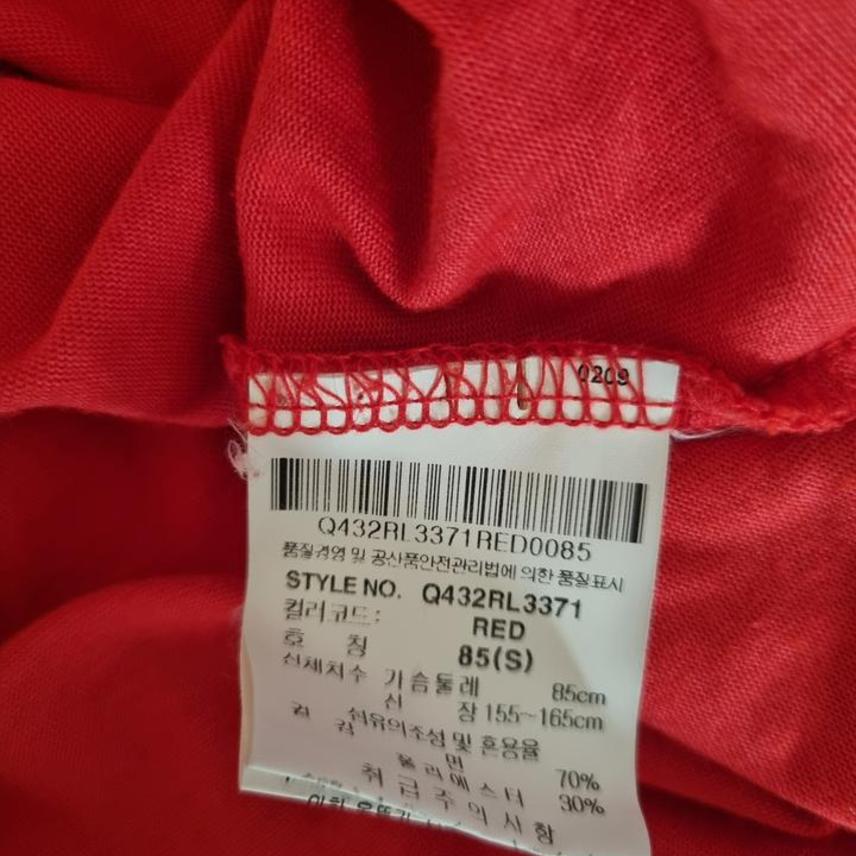 0209
Q432RL3371RED0085
품질경영 및 공산품안전관리법에 의한 품질표시
STYLE NO. Q432RL3371
컬러코드: RED
호 칭 85(S)
신체치수 가슴둘레 85cm
신 장 155~165cm
섬유의조성 및 혼용율
겉 감 면 70%
폴리에스터 30%
취 급 주 의 사 항